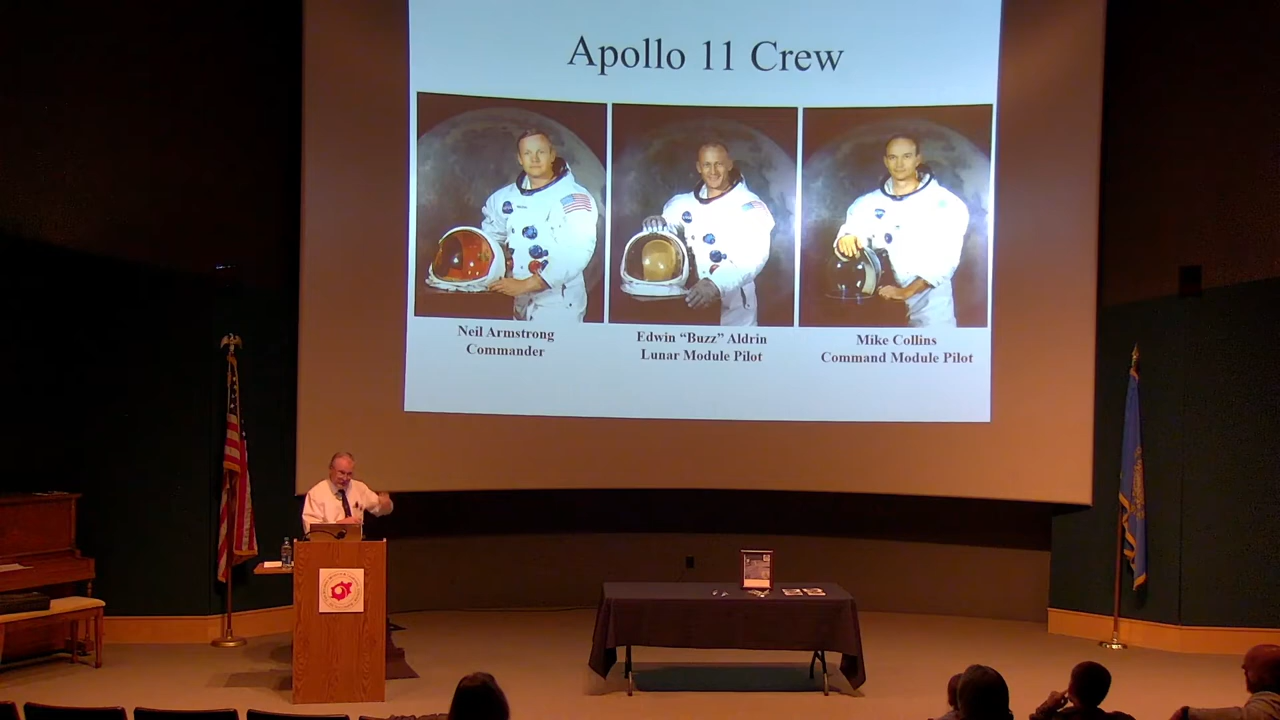 Apollo 11 Crew
Neil Armstrong
Commander
Edwin “Buzz” Aldrin
Lunar Module Pilot
Mike Collins
Command Module Pilot